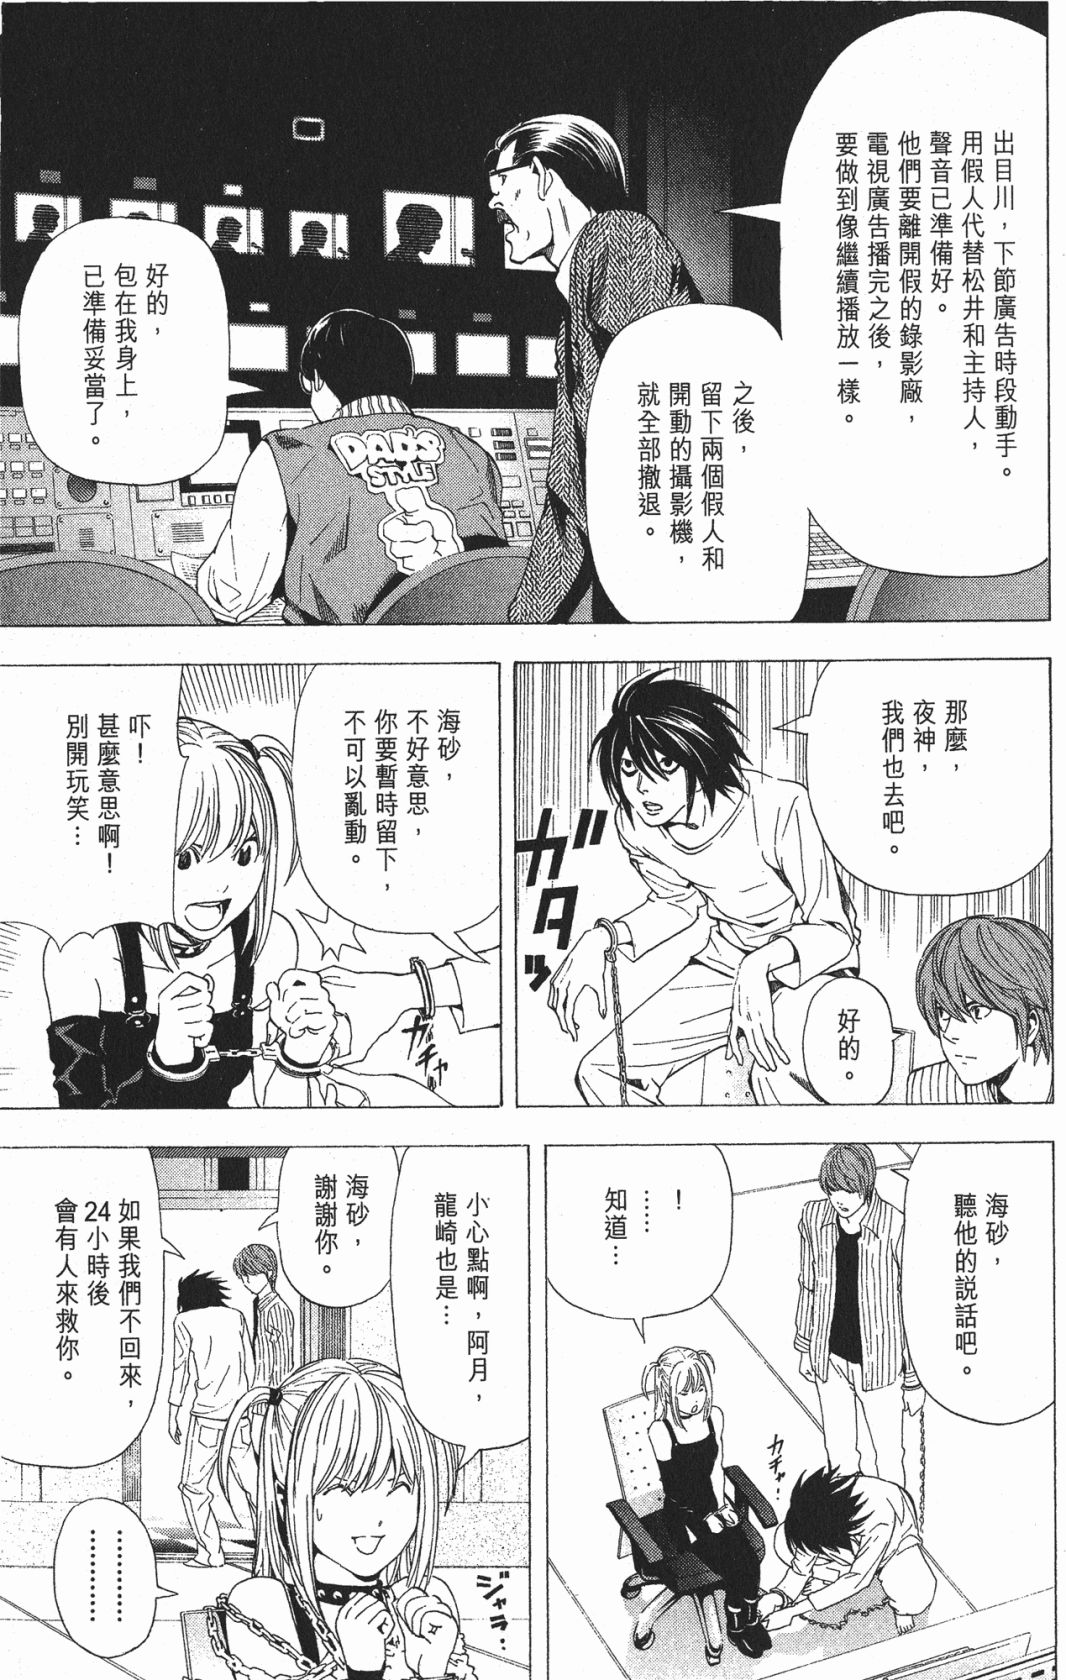 出目川，下節廣告時段動手。
用假人代替松井和主持人，
聲音已準備好。
他們要離開假的錄影廠，
電視廣告播完之後，
要做到像繼續播放一樣。
之後，
留下兩個假人和
開動的攝影機，
就全部撤退。
好的，
包在我身上，
已準備妥當了。
DAD'S
STYLE
那麼，
夜神，
我們也去吧。
ガタッ
好的。
海砂，
不好意思，
你要暫時留下，
不可以亂動。
吓！
甚麼意思啊！
別開玩笑…
ガチャ
海砂，
聽他的説話吧。
！
……
知道…
カチャ…
小心點啊，阿月，
龍崎也是…
海砂，
謝謝你。
如果我們不回來，
24小時後
會有人來救你。
…………
…………
ジャラ…